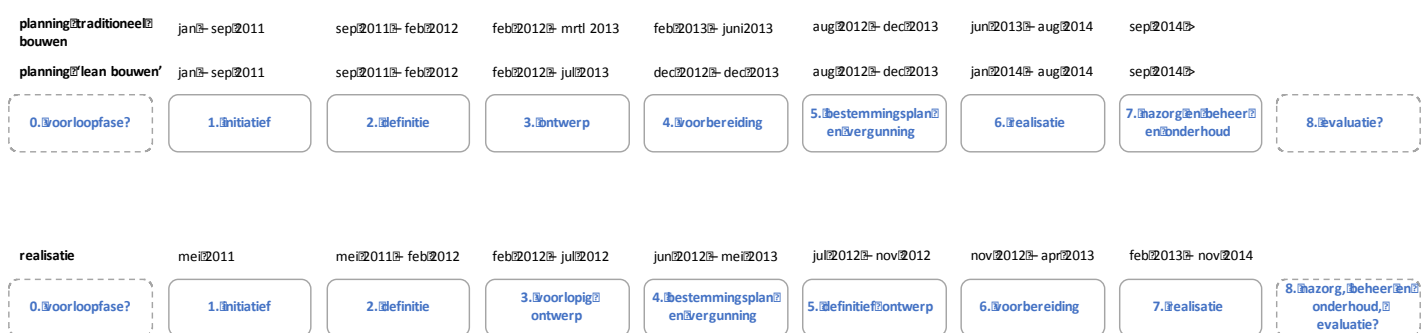 planning traditioneel
bouwen
jan – sep 2011
sep 2011 – feb 2012
feb 2012 – mrtl 2013
feb 2013 – juni2013
aug 2012 – dec 2013
jun 2013 – aug 2014
sep 2014 >
planning 'lean bouwen'
jan – sep 2011
sep 2011 – feb 2012
feb 2012 – jul 2013
dec 2012 – dec 2013
aug 2012 – dec 2013
jan 2014 – aug 2014
sep 2014 >
0. voorloopfase?
1. initiatief
2. definitie
3. ontwerp
4. voorbereiding
5. bestemmingsplan
en vergunning
6. realisatie
7. nazorg en beheer
en onderhoud
8. evaluatie?
realisatie
mei 2011
mei 2011 – feb 2012
feb 2012 – jul 2012
jun 2012 – mei 2013
jul 2012 – nov 2012
nov 2012 – apr 2013
feb 2013 – nov 2014
0. voorloopfase?
1. initiatief
2. definitie
3. voorlopig
ontwerp
4. bestemmingsplan
en vergunning
5. definitief ontwerp
6. voorbereiding
7. realisatie
8. nazorg, beheer en
onderhoud,
evaluatie?